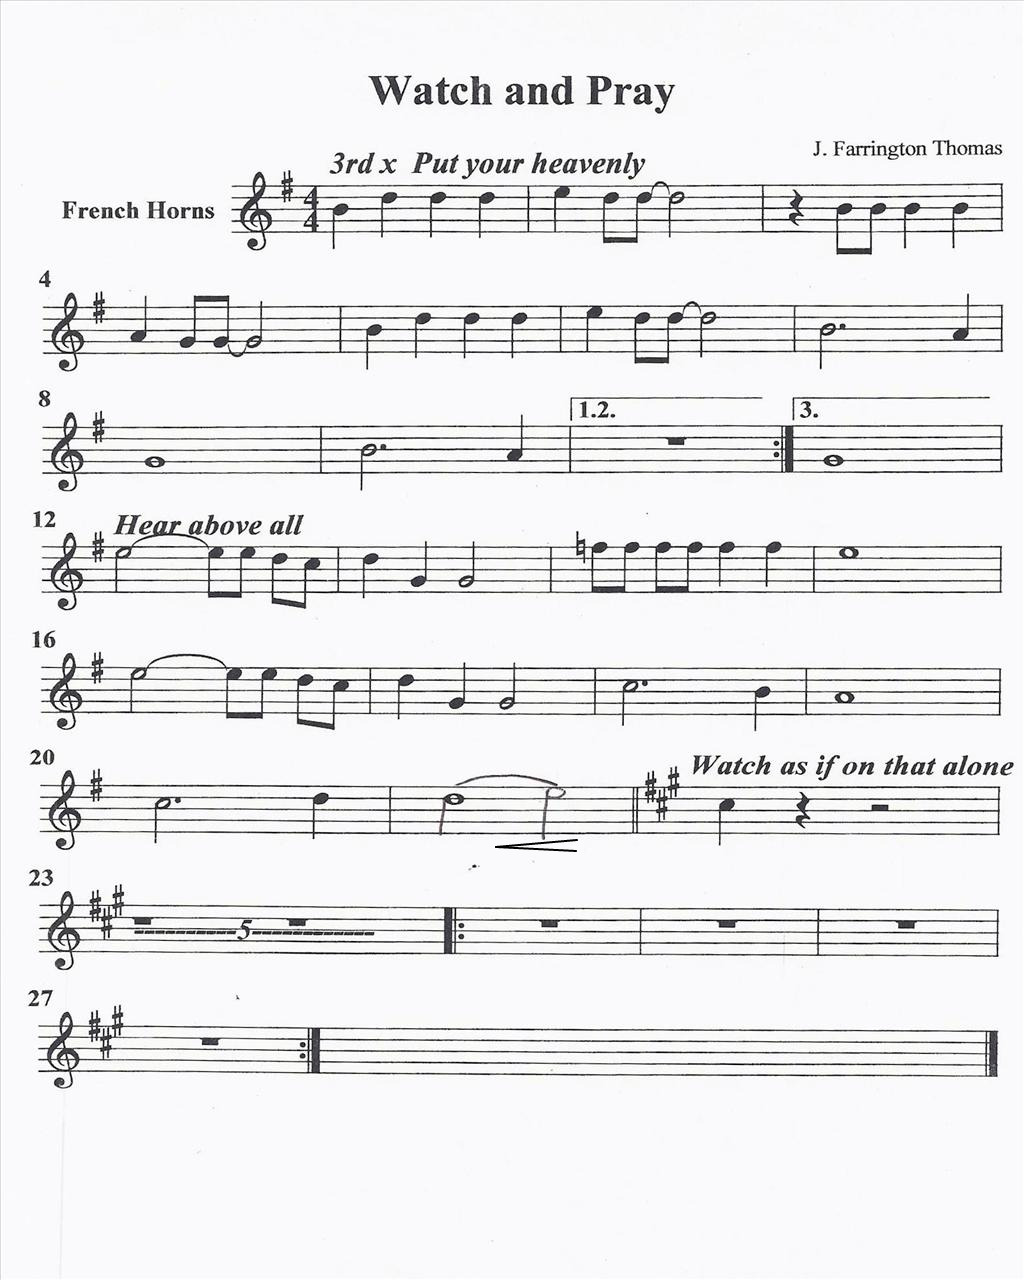 Watch and Pray
J. Farrington Thomas
3rd x Put your heavenly
French Horns
4
4
4
8
1.2.
3.
12
Hear above all
16
20
Watch as if on that alone
23
5
27